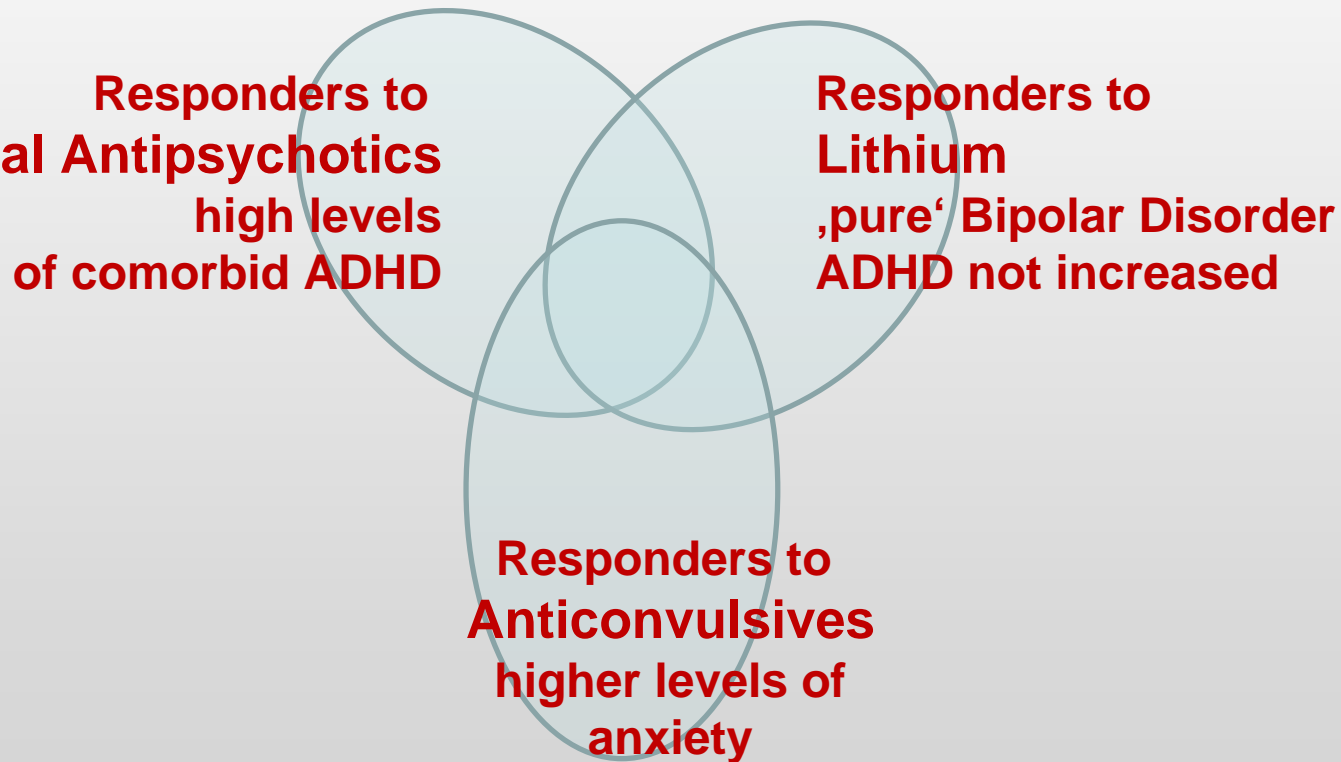 Responders to
al Antipsychotics
high levels
of comorbid ADHD
Responders to
Lithium
‚pure‘ Bipolar Disorder
ADHD not increased
Responders to
Anticonvulsives
higher levels of
anxiety